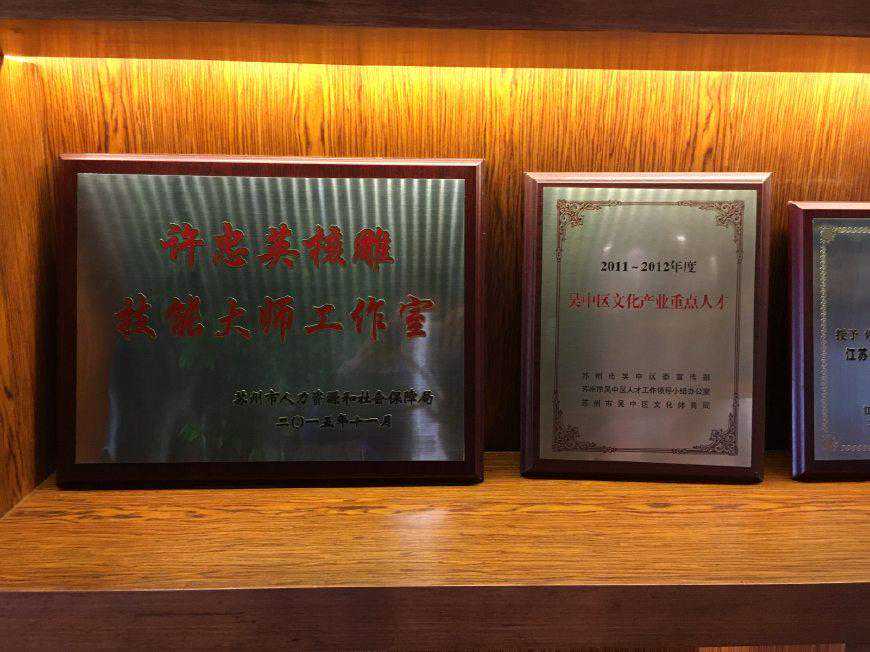 许忠英核雕
技能大师工作室
苏州市人力资源和社会保障局
二〇一五年十一月
2011~2012年度
吴中区文化产业重点人才
苏州市吴中区委宣传部
苏州市吴中区人才工作领导小组办公室
苏州市吴中区文化体育局
授予
江苏